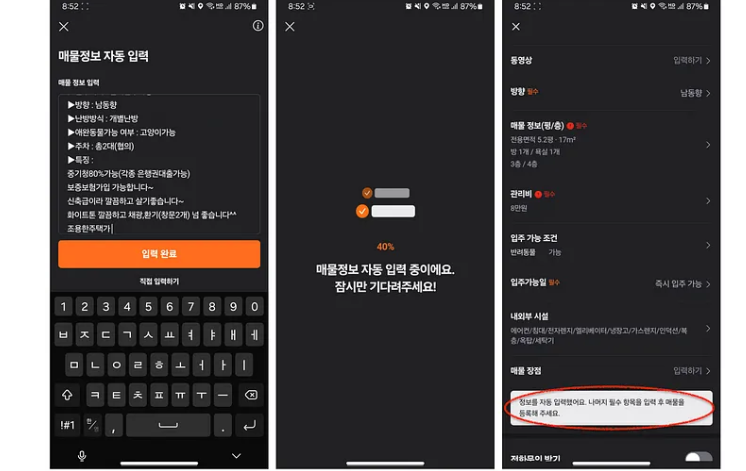 8:52
87%
매물정보 자동 입력
매물 정보 입력
▶방향 : 남동향
▶난방방식 : 개별난방
▶애완동물가능 여부 : 고양이가능
▶주차 : 총2대(협의)
▶특징 :
중기청80%가능(각종 은행권대출가능)
보증보험가입 가능합니다~
신축급이라 깔끔하고 살기좋습니다~
화이트톤 깔끔하고 채광,환기(창문2개) 넘 좋습니다^^
조용한주택가
입력 완료
직접 입력하기
1 2 3 4 5 6 7 8 9 0
ㅂ ㅈ ㄷ ㄱ ㅅ ㅛ ㅕ ㅑ ㅐ ㅔ
ㅁ ㄴ ㅇ ㄹ ㅎ ㅗ ㅓ ㅏ ㅣ
ㅋ ㅌ ㅊ ㅍ ㅠ ㅜ ㅡ
!#1 한/영 , .
8:52
87%
40%
매물정보 자동 입력 중이에요.
잠시만 기다려주세요!
8:52
87%
동영상 입력하기
방향 필수 남동향
매물 정보(평/층) 필수
전용면적 5.2평 · 17m²
방 1개 / 욕실 1개
3층 / 4층
관리비 필수
8만원
입주 가능 조건
반려동물 가능
입주가능일 필수 즉시 입주 가능
내외부 시설
에어컨/침대/전자렌지/엘리베이터/냉장고/가스렌지/인덕션/복
층/옥탑/세탁기
매물 장점 입력하기
정보를 자동 입력했어요. 나머지 필수 항목을 입력 후 매물을
등록해 주세요.
전화문의 받기